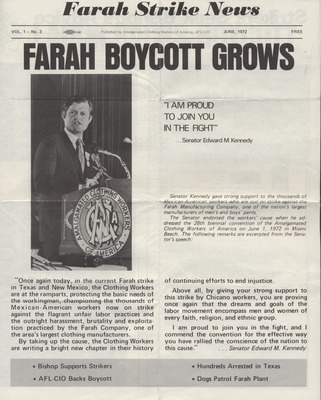 Farah Strike News
VOL. 1 – No. 3
Published by Amalgamated Clothing Workers of America, AFL-CIO
JUNE, 1972
FREE
FARAH BOYCOTT GROWS
"I AM PROUD
TO JOIN YOU
IN THE FIGHT"
...Senator Edward M. Kennedy
AMALGAMATED CLOTHING WORKERS OF AMERICA
Senator Kennedy gave strong support to the thousands of
Mexican American workers who are out on strike against the
Farah Manufacturing Company, one of the nation's largest
manufacturers of men's and boys' pants.
The Senator endorsed the workers' cause when he ad-
dressed the 28th biennial convention of the Amalgamated
Clothing Workers of America on June 1, 1972 in Miami
Beach. The following remarks are excerpted from the Sena-
tor's speech:
"Once again today, in the current Farah strike
in Texas and New Mexico, the Clothing Workers
are at the ramparts, protecting the basic needs of
the workingman, championing the thousands of
Mexican-American workers now on strike
against the flagrant unfair labor practices and
the outright harassment, brutality and exploita-
tion practiced by the Farah Company, one of
the area's largest clothing manufacturers.
By taking up the cause, the Clothing Workers
are writing a bright new chapter in their history
of continuing efforts to end injustice.
Above all, by giving your strong support to
this strike by Chicano workers, you are proving
once again that the dreams and goals of the
labor movement encompass men and women of
every faith, religion, and ethnic group.
I am proud to join you in the fight, and I
commend the convention for the effective way
you have rallied the conscience of the nation to
this cause."
. Senator Edward M. Kennedy
• Bishop Supports Strikers
• AFL-CIO Backs Boycott
• Hundreds Arrested in Texas
• Dogs Patrol Farah Plant